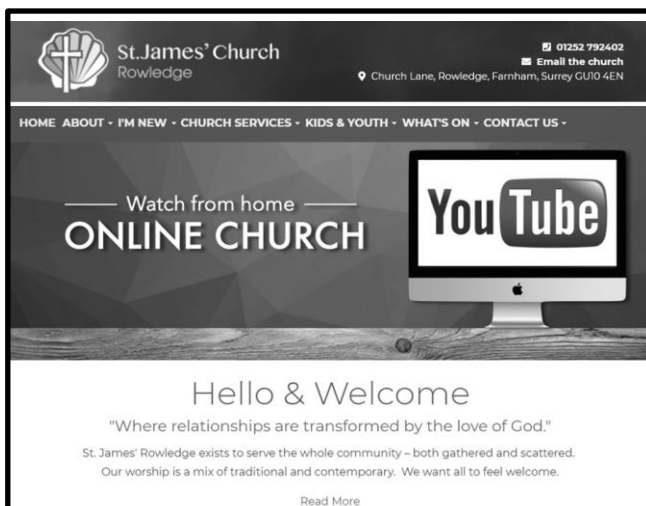 St.James' Church
Rowledge
01252 792402
Email the church
Church Lane, Rowledge, Farnham, Surrey GU10 4EN
HOME ABOUT I'M NEW CHURCH SERVICES KIDS & YOUTH WHAT'S ON CONTACT US
Watch from home
ONLINE CHURCH
YouTube
Hello & Welcome
"Where relationships are transformed by the love of God."
St. James' Rowledge exists to serve the whole community – both gathered and scattered.
Our worship is a mix of traditional and contemporary. We want all to feel welcome.
Read More